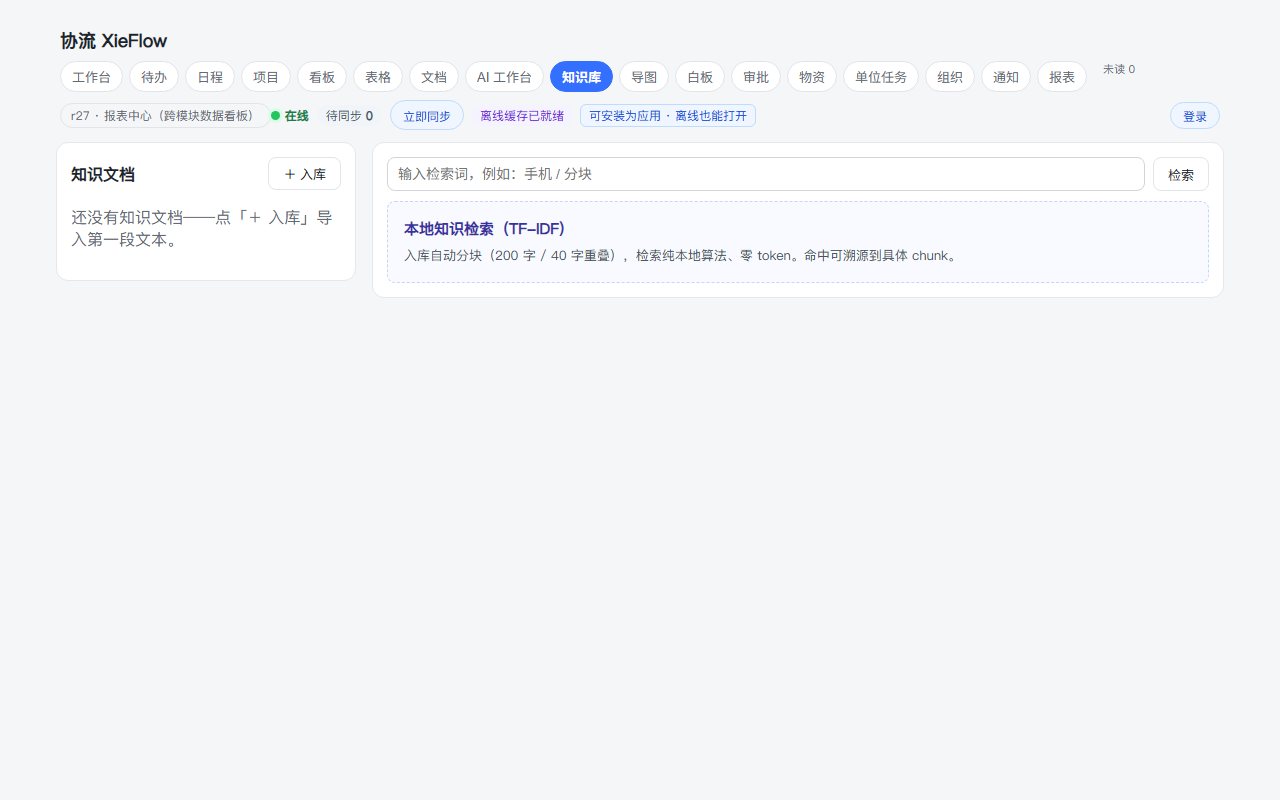 协流 XieFlow
工作台 待办 日程 项目 看板 表格 文档 AI 工作台 知识库 导图 白板 审批 物资 单位任务 组织 通知 报表 未读 0
r27 · 报表中心（跨模块数据看板） 在线 待同步 0 立即同步 离线缓存已就绪 可安装为应用 · 离线也能打开 登录
知识文档 ＋ 入库
还没有知识文档——点「＋ 入库」导
入第一段文本。
输入检索词，例如：手机 / 分块 检索
本地知识检索（TF-IDF）
入库自动分块（200 字 / 40 字重叠），检索纯本地算法、零 token。命中可溯源到具体 chunk。